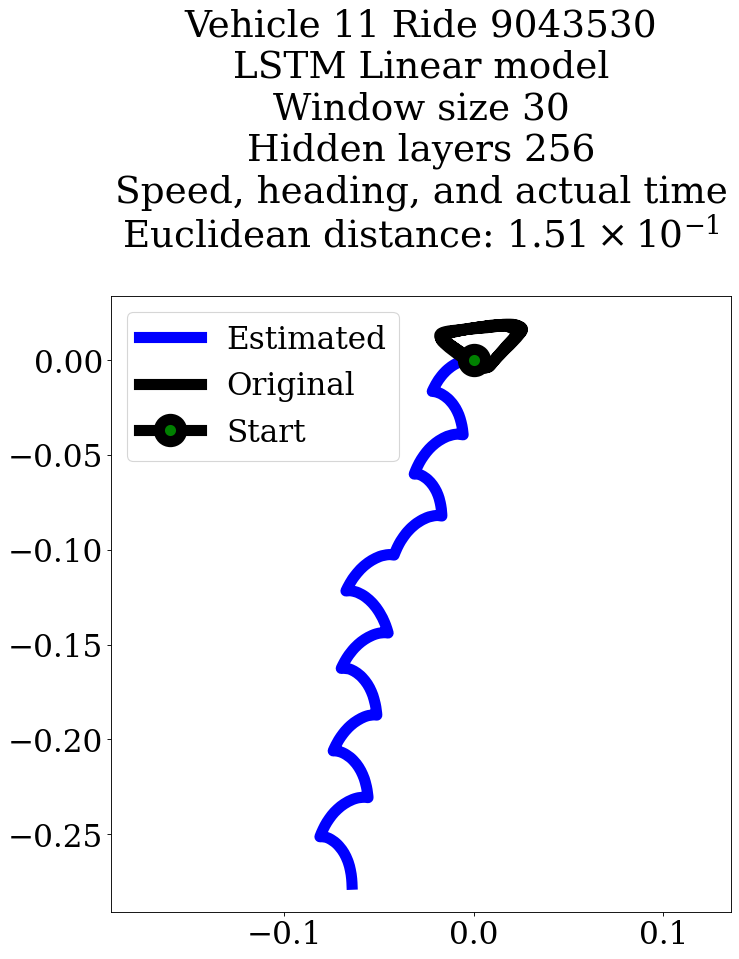 Vehicle 11 Ride 9043530
LSTM Linear model
Window size 30
Hidden layers 256
Speed, heading, and actual time
Euclidean distance: 1.51 × 10⁻¹
Estimated
Original
Start
0.00
−0.05
−0.10
−0.15
−0.20
−0.25
−0.1
0.0
0.1